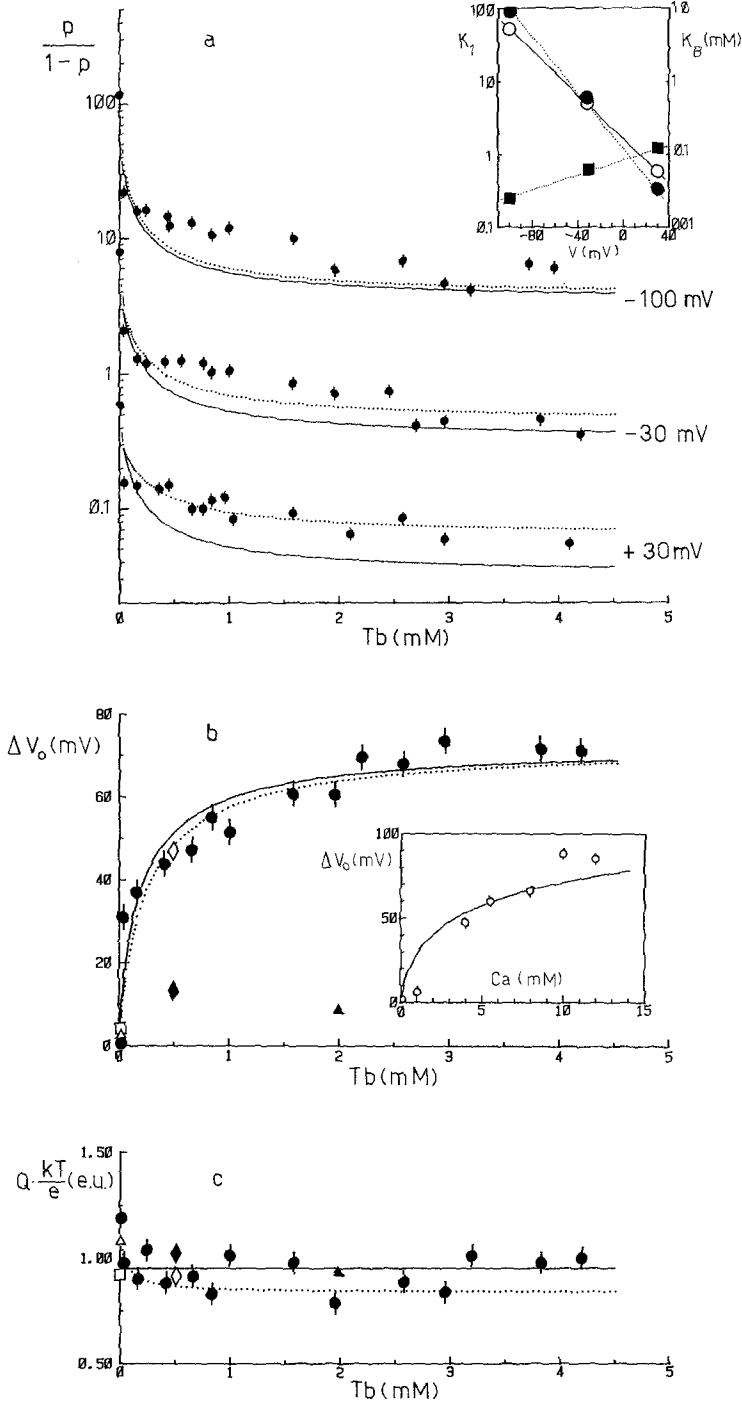 p
1-p
a
100
10
1
0.1
-100 mV
-30 mV
+30mV
0 1 2 3 4 5
Tb(mM)
100
K1
10
1
0.1
10
KB(mM)
1
0.1
001
-80 -40 0 40
V(mV)
b
ΔVo(mV)
80
60
40
20
0
0 1 2 3 4 5
Tb(mM)
100
ΔVo(mV)
50
0
Ca(mM)
0 5 10 15
c
Q·kT/e(e.u.)
1.50
1.00
0.50
0 1 2 3 4 5
Tb(mM)